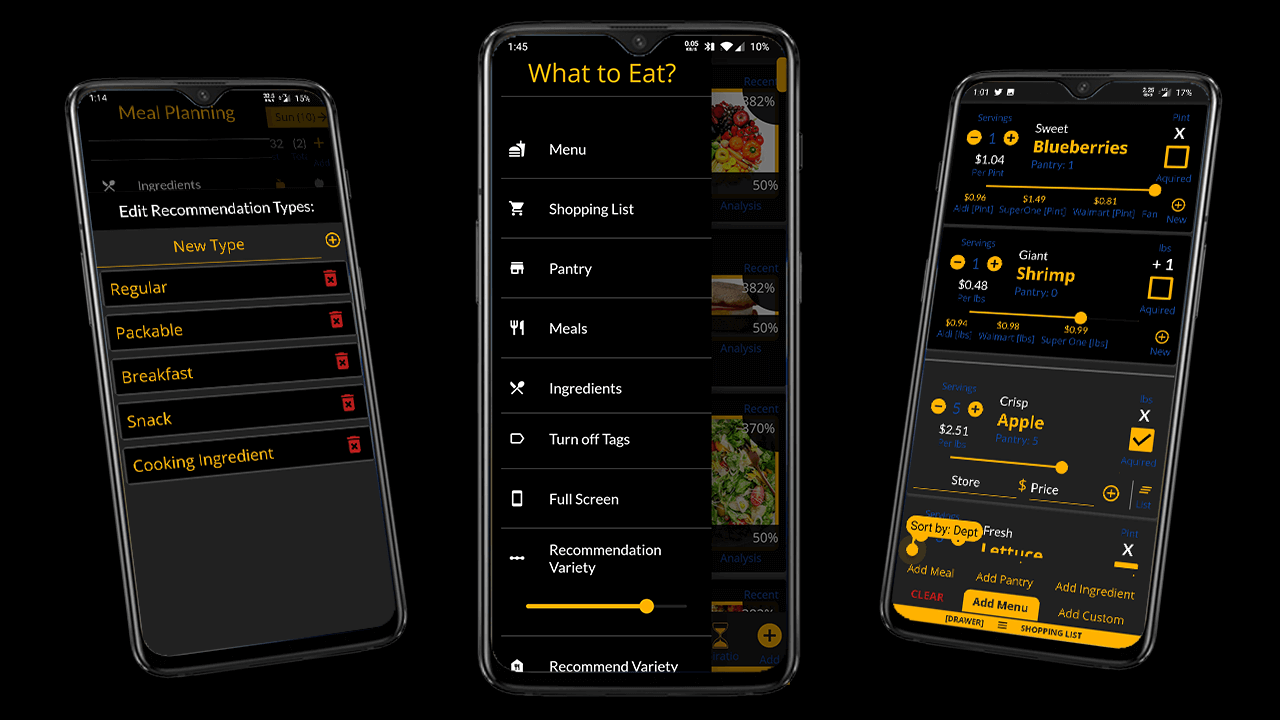 1:14
15%
Meal Planning
Sun (10)
32 (2) +
Ingredients
Edit Recommendation Types:
New Type
Regular
Packable
Breakfast
Snack
Cooking Ingredient
1:45
0.05
KB/S
10%
What to Eat?
Menu
Shopping List
Pantry
Meals
Ingredients
Turn off Tags
Full Screen
Recommendation
Variety
Recommend Variety
Recent
382%
50%
Analysis
Recent
382%
50%
Analysis
Recent
370%
50%
Analysis
Recent
Add
1:01
17%
Servings
1
$1.04
Per Pint
Sweet
Blueberries
Pantry: 1
Pint
X
Aquired
$0.96
Aldi [Pint]
$1.49
SuperOne [Pint]
$0.81
Walmart [Pint]
Fan
New
Servings
1
$0.48
Per lbs
Giant
Shrimp
Pantry: 0
lbs
+ 1
Aquired
$0.94
Aldi [lbs]
$0.98
Walmart [lbs]
$0.99
Super One [lbs]
New
Servings
5
$2.51
Per lbs
Crisp
Apple
Pantry: 5
lbs
X
Aquired
Store
$ Price
List
Servings
Fresh
Lettuce
Pint
X
Sort by: Dept
Add Meal
Add Pantry
Add Ingredient
CLEAR
Add Menu
Add Custom
[DRAWER]
SHOPPING LIST